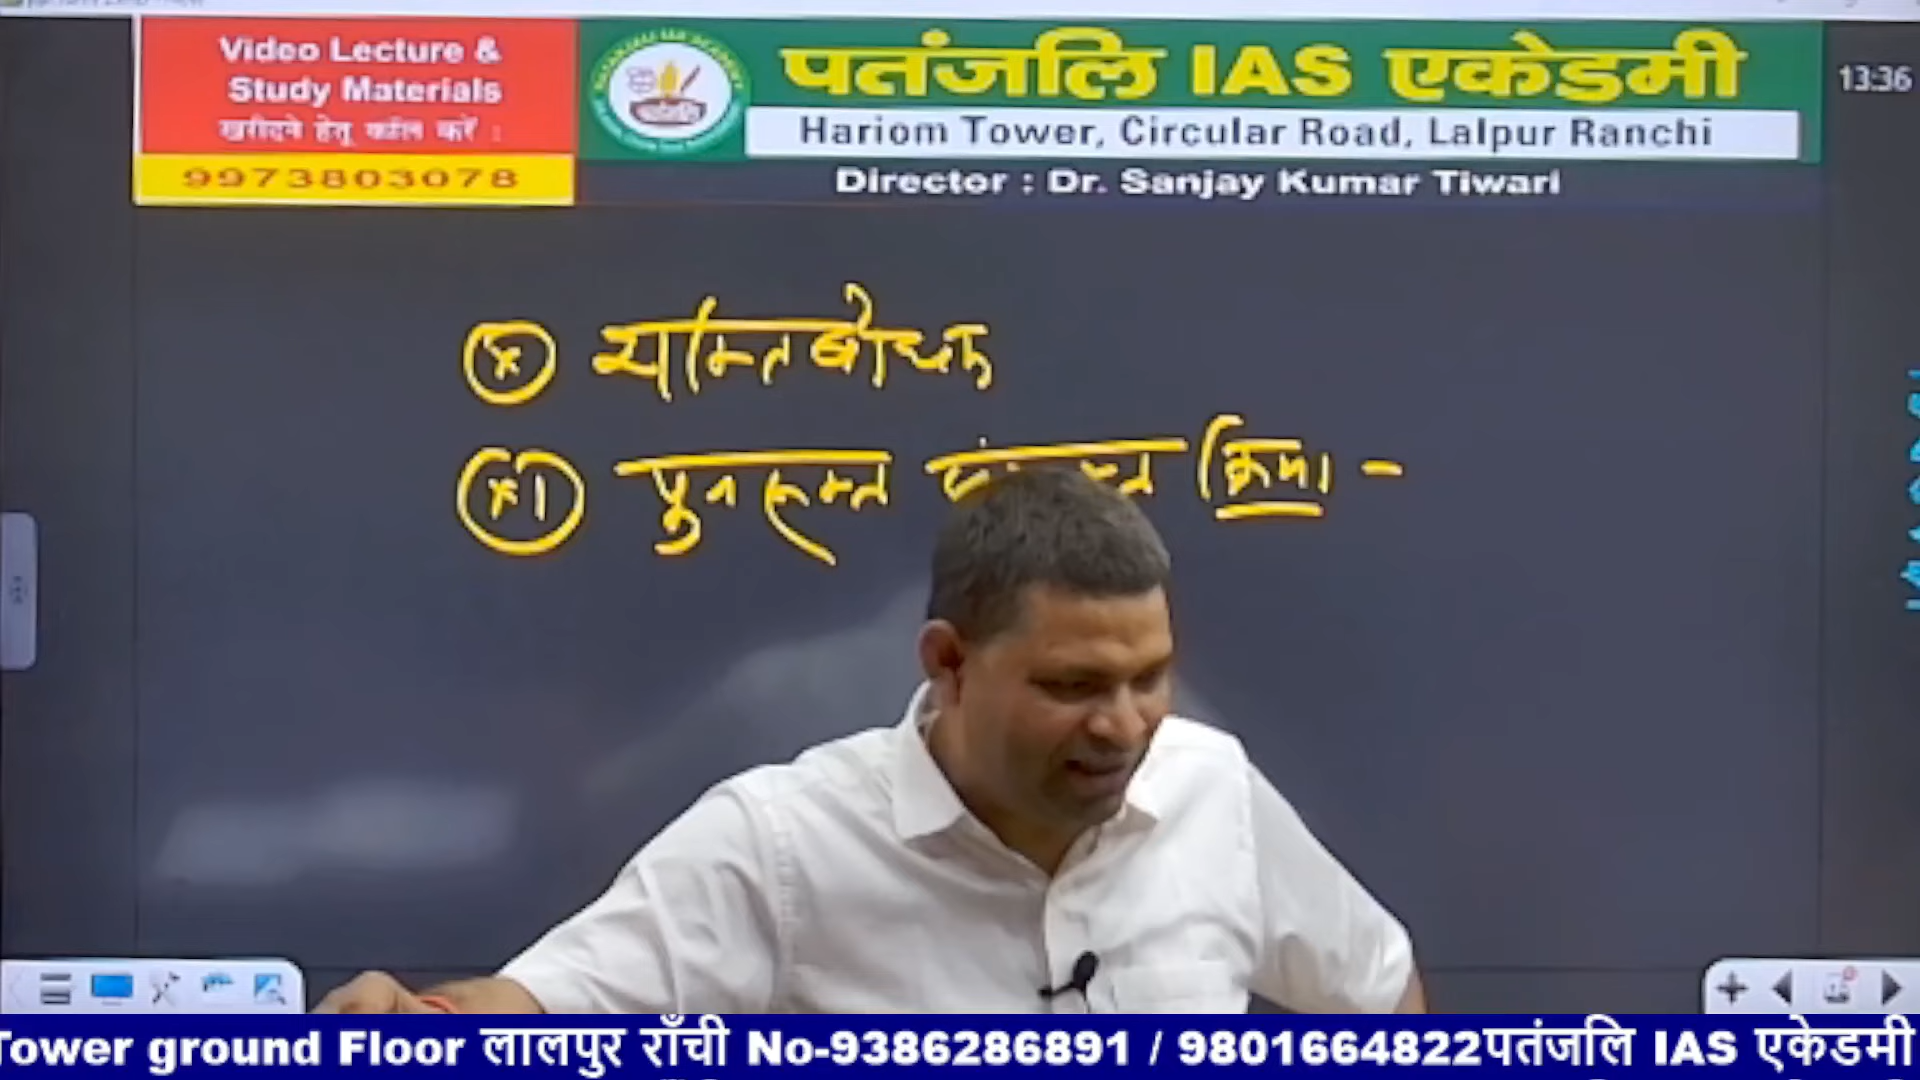 Video Lecture &
Study Materials
खरीदने हेतू कॉल करें :
9973803078
पतंजलि IAS एकेडमी
Hariom Tower, Circular Road, Lalpur Ranchi
Director : Dr. Sanjay Kumar Tiwari
13:36
(x)
(xi) पुनरूक्त क्रिया -
Tower ground Floor लालपुर राँची No-9386286891 / 9801664822पतंजलि IAS एकेडमी